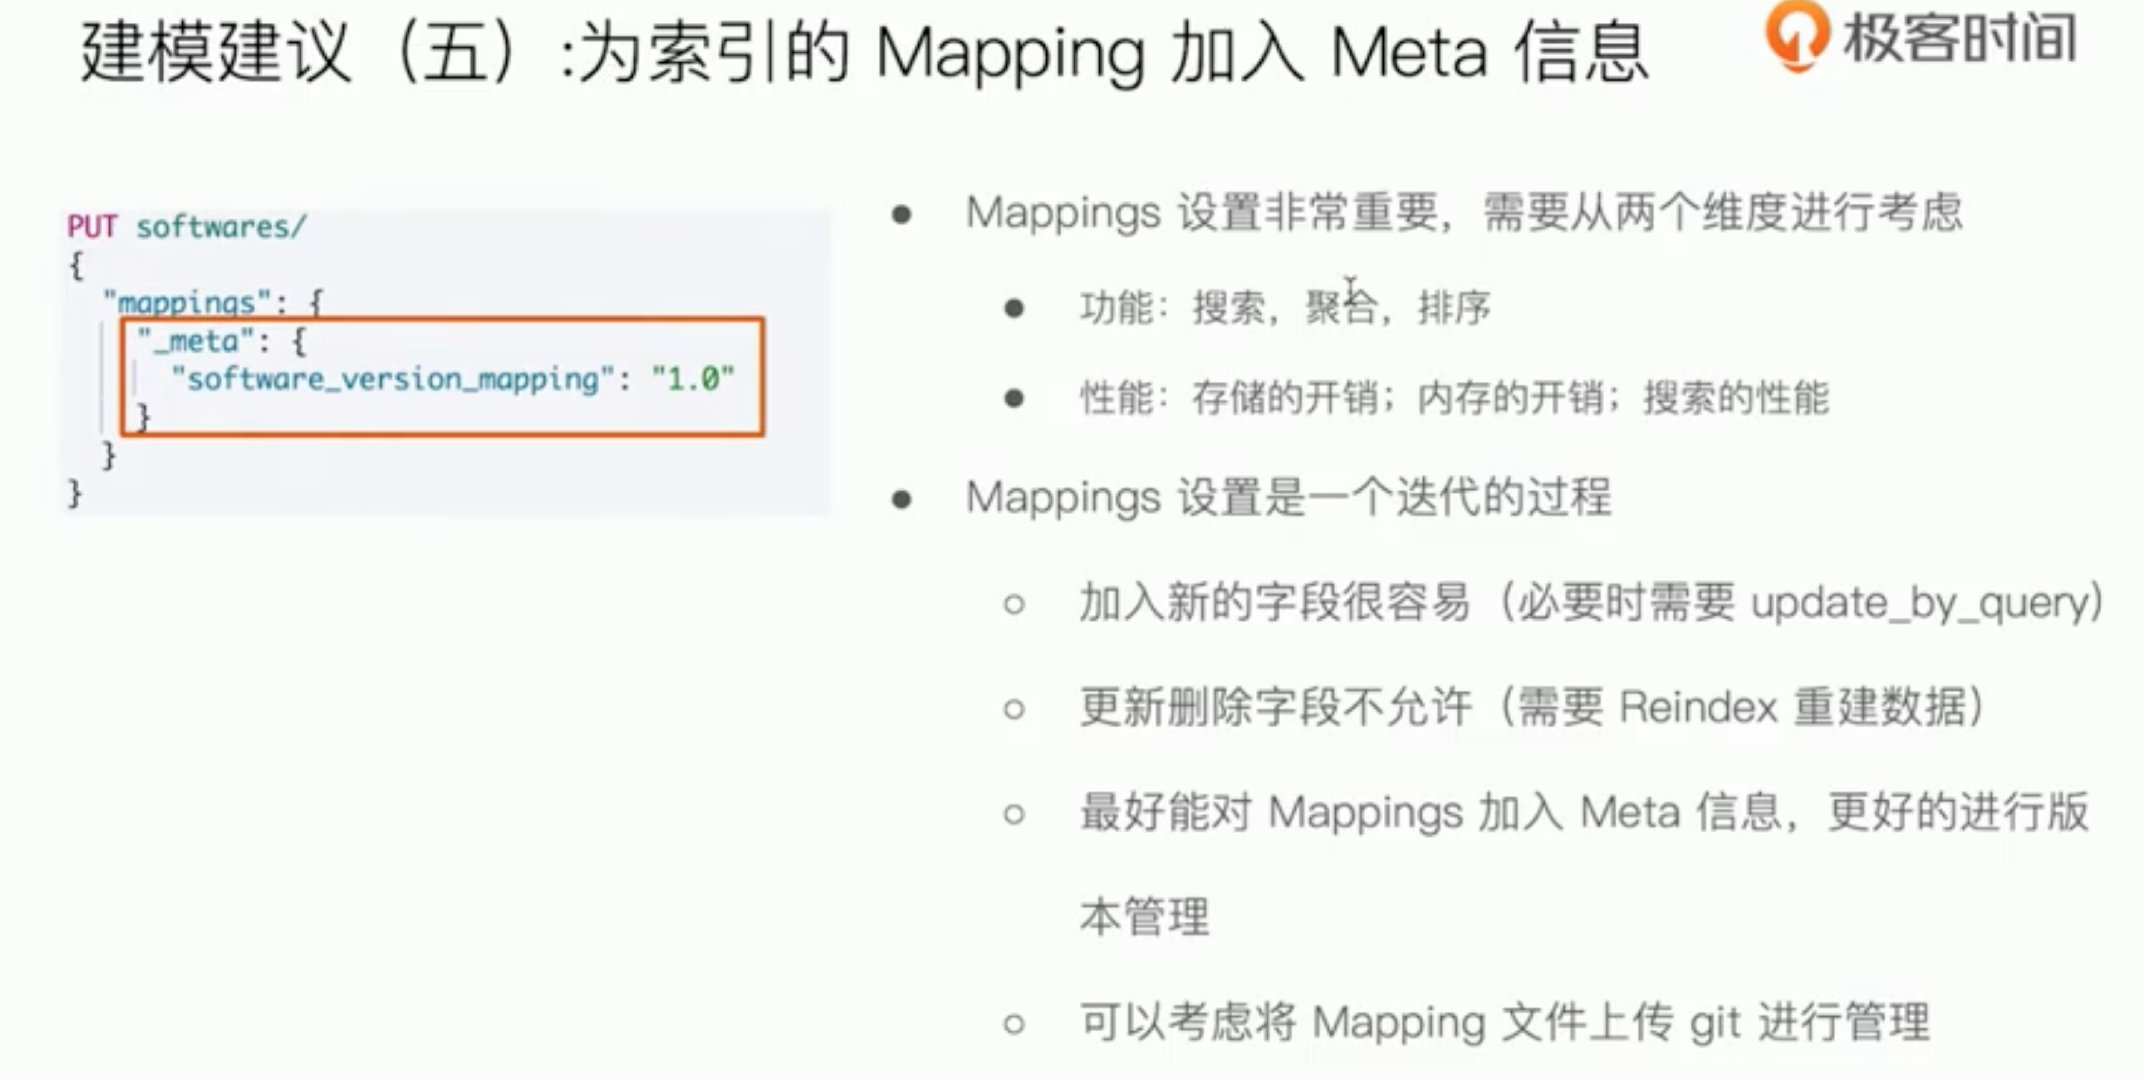 建模建议（五）:为索引的 Mapping 加入 Meta 信息
极客时间
PUT softwares/
{
"mappings": {
"_meta": {
"software_version_mapping": "1.0"
}
}
}
Mappings 设置非常重要，需要从两个维度进行考虑
功能：搜索，聚合，排序
性能：存储的开销；内存的开销；搜索的性能
Mappings 设置是一个迭代的过程
加入新的字段很容易（必要时需要 update_by_query）
更新删除字段不允许（需要 Reindex 重建数据）
最好能对 Mappings 加入 Meta 信息，更好的进行版
本管理
可以考虑将 Mapping 文件上传 git 进行管理